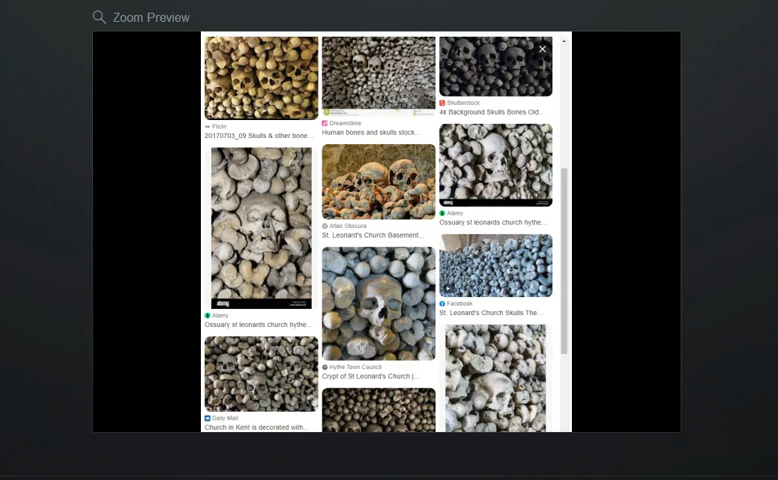 Zoom Preview
Flickr
20170703_09 Skulls & other bone...
Alamy
Ossuary st leonards church hythe...
Daily Mail
Church in Kent is decorated with...
Dreamstime
Human bones and skulls stock...
Atlas Obscura
St. Leonard's Church Basement...
Hythe Town Council
Crypt of St Leonard's Church |...
Shutterstock
4k Background Skulls Bones Old...
Alamy
Ossuary st leonards church hythe...
Facebook
St. Leonard's Church Skulls The...
alamy